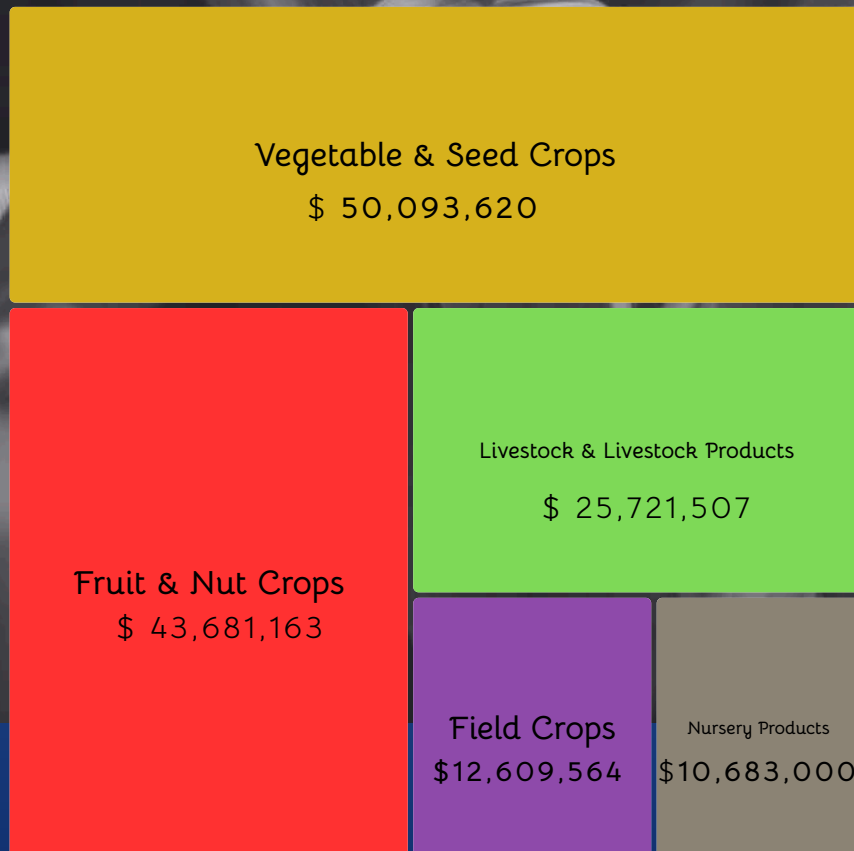 Vegetable & Seed Crops
$ 50,093,620
Livestock & Livestock Products
$ 25,721,507
Fruit & Nut Crops
$ 43,681,163
Field Crops
$12,609,564
Nursery Products
$10,683,000